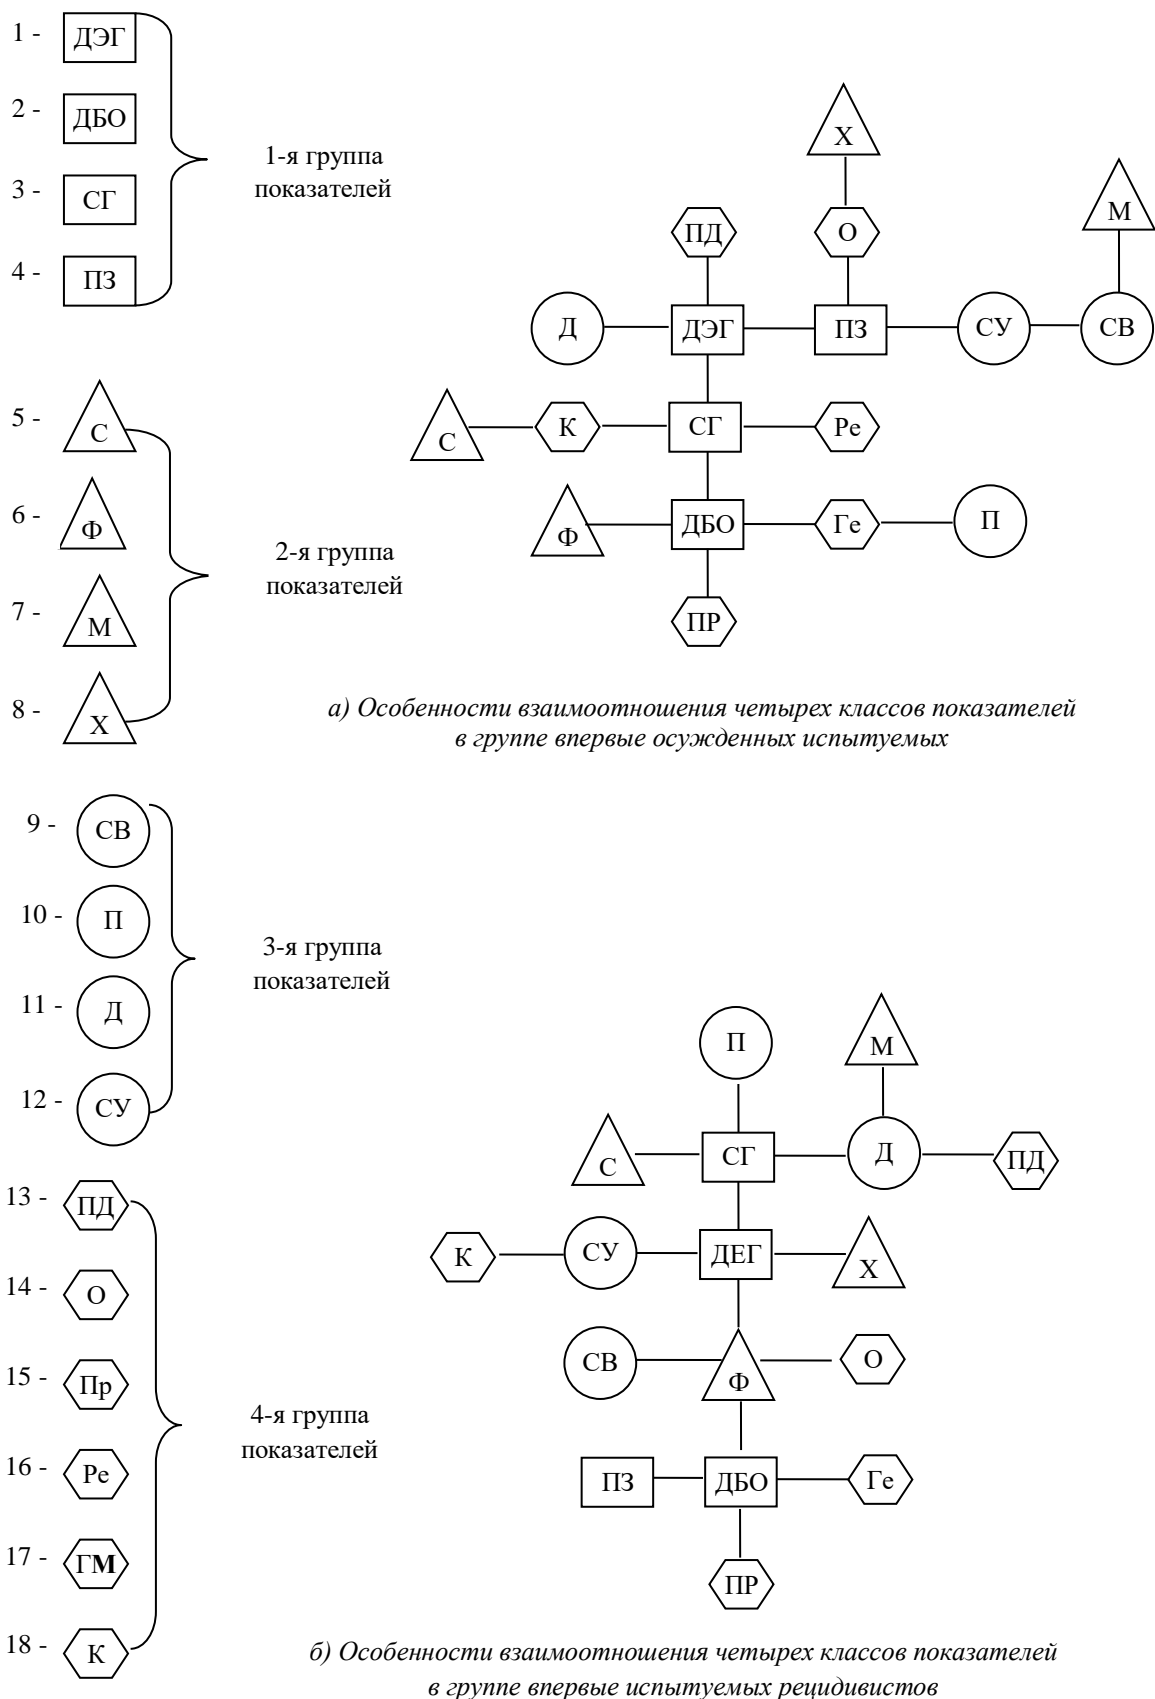 1 - ДЭГ
2 - ДБО
3 - СГ
4 - ПЗ
1-я группа
показателей
5 - С
6 - Ф
7 - М
8 - Х
2-я группа
показателей
Х
М
ПД
О
Д
ДЭГ
ПЗ
СУ
СВ
С
К
СГ
Ре
Ф
ДБО
Ге
П
ПР
а) Особенности взаимоотношения четырех классов показателей
в группе впервые осужденных испытуемых
9 - СВ
10 - П
11 - Д
12 - СУ
3-я группа
показателей
13 - ПД
14 - О
15 - Пр
16 - Ре
17 - ГМ
18 - К
4-я группа
показателей
П
М
С
СГ
Д
ПД
К
СУ
ДЕГ
Х
СВ
Ф
О
ПЗ
ДБО
Ге
ПР
б) Особенности взаимоотношения четырех классов показателей
в группе впервые испытуемых рецидивистов